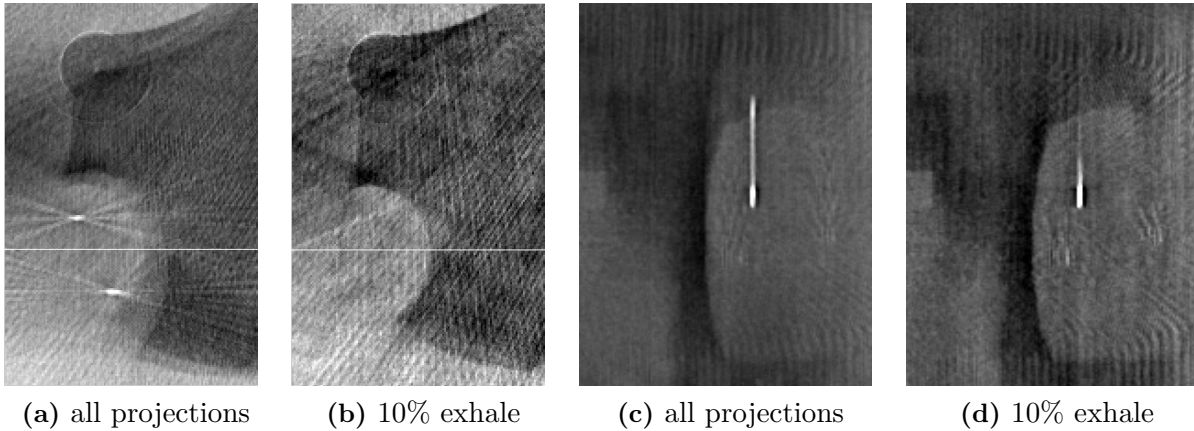 (a) all projections
(b) 10% exhale
(c) all projections
(d) 10% exhale